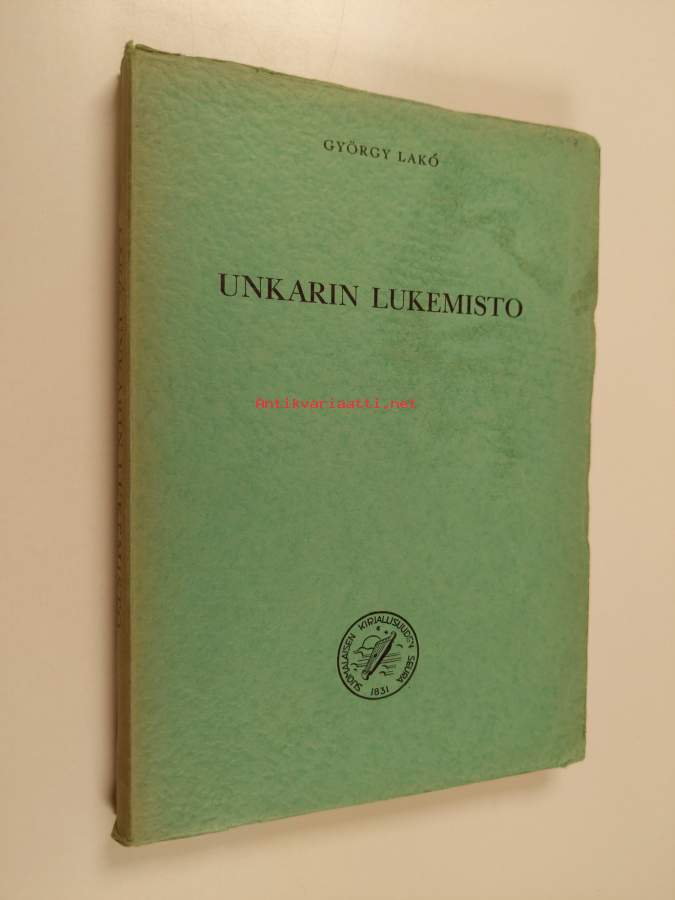 GYÖRGY LAKÓ
UNKARIN LUKEMISTO
Antikvariaatti.net
SUOMALAISEN KIRJALLISUUDEN SEURA
1831